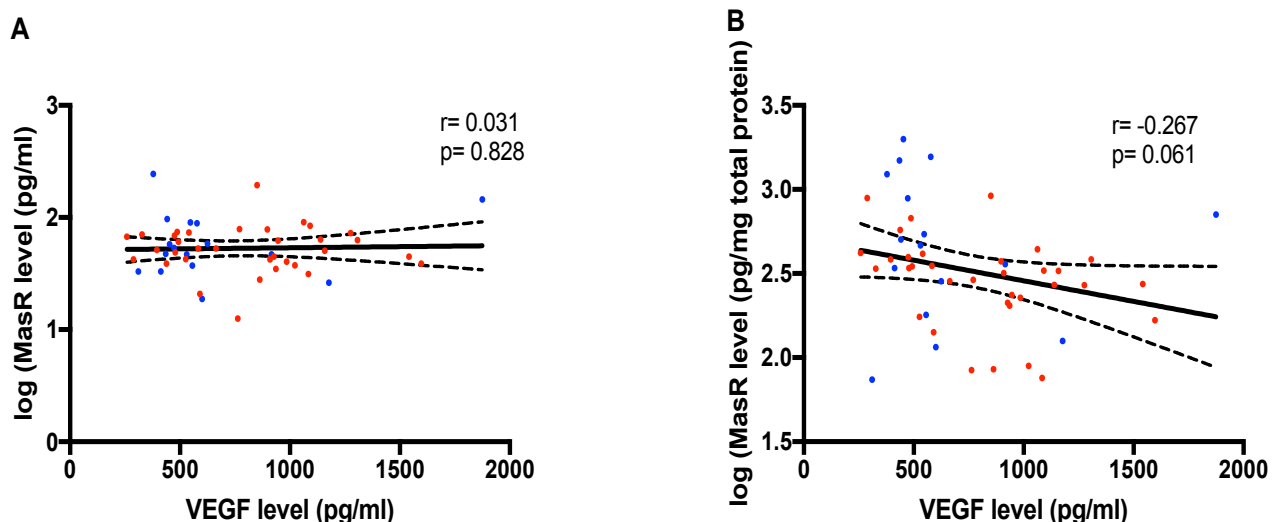 A
log (MasR level (pg/ml)
3
2
1
0
r= 0.031
p= 0.828
0 500 1000 1500 2000
VEGF level (pg/ml)
B
log (MasR level (pg/mg total protein)
3.5
3.0
2.5
2.0
1.5
r= -0.267
p= 0.061
0 500 1000 1500 2000
VEGF level (pg/ml)